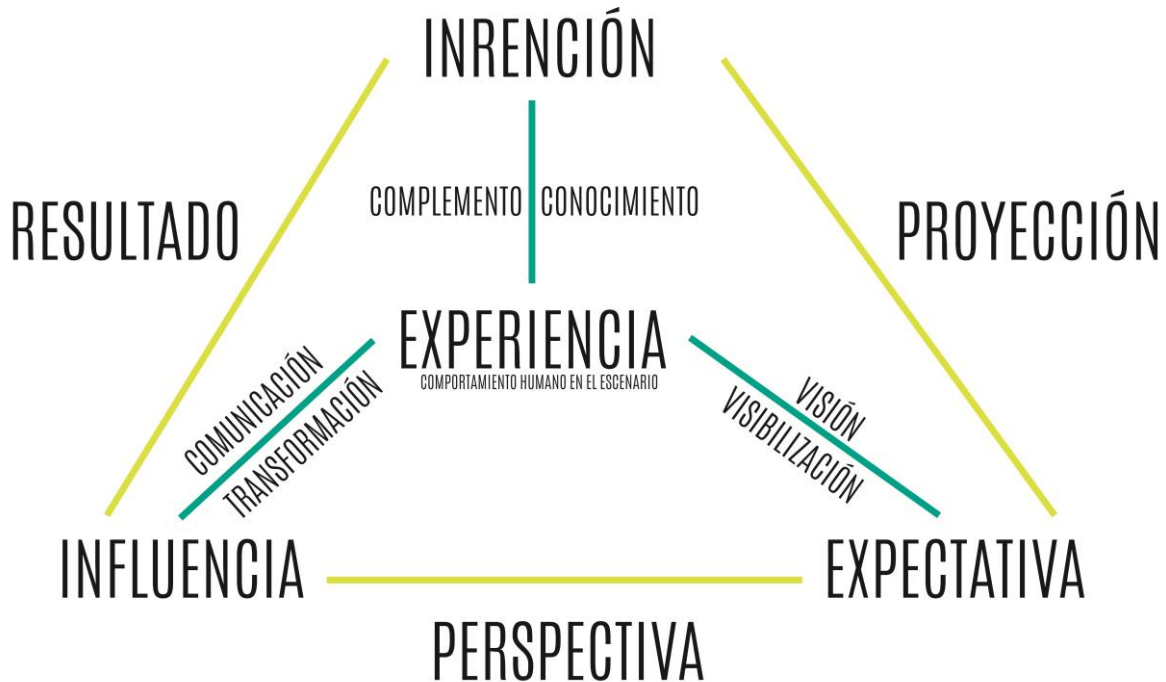 INRENCIÓN
COMPLEMENTO
CONOCIMIENTO
RESULTADO
PROYECCIÓN
EXPERIENCIA
COMPORTAMIENTO HUMANO EN EL ESCENARIO
COMUNICACIÓN
TRANSFORMACIÓN
VISIÓN
VISIBILIZACIÓN
INFLUENCIA
EXPECTATIVA
PERSPECTIVA